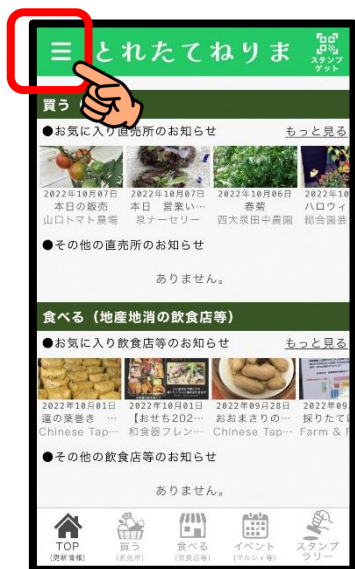 とれたてねりま
スタンプ
ゲット
買う
●お気に入り直売所のお知らせ もっと見る
2022年10月07日 2022年10月07日 2022年10月06日 2022年10
本日の販売 本日 営業い… 春菊 ハロウィ
山口トマト農場 泉ナーセリー 西大泉田中農園 総合園芸
●その他の直売所のお知らせ
ありません。
食べる（地産地消の飲食店等）
●お気に入り飲食店等のお知らせ もっと見る
2022年10月01日 2022年10月01日 2022年09月28日 2022年09
蓮の葉巻き … 【おせち202… おおまさりの… 採りたて
Chinese Tap… 和食器フレン… Chinese Tap… Farm & F
●その他の飲食店等のお知らせ
ありません。
TOP 買う 食べる イベント スタンプ
(更新情報) (直売所) (飲食店等) (マルシェ等) ラリー